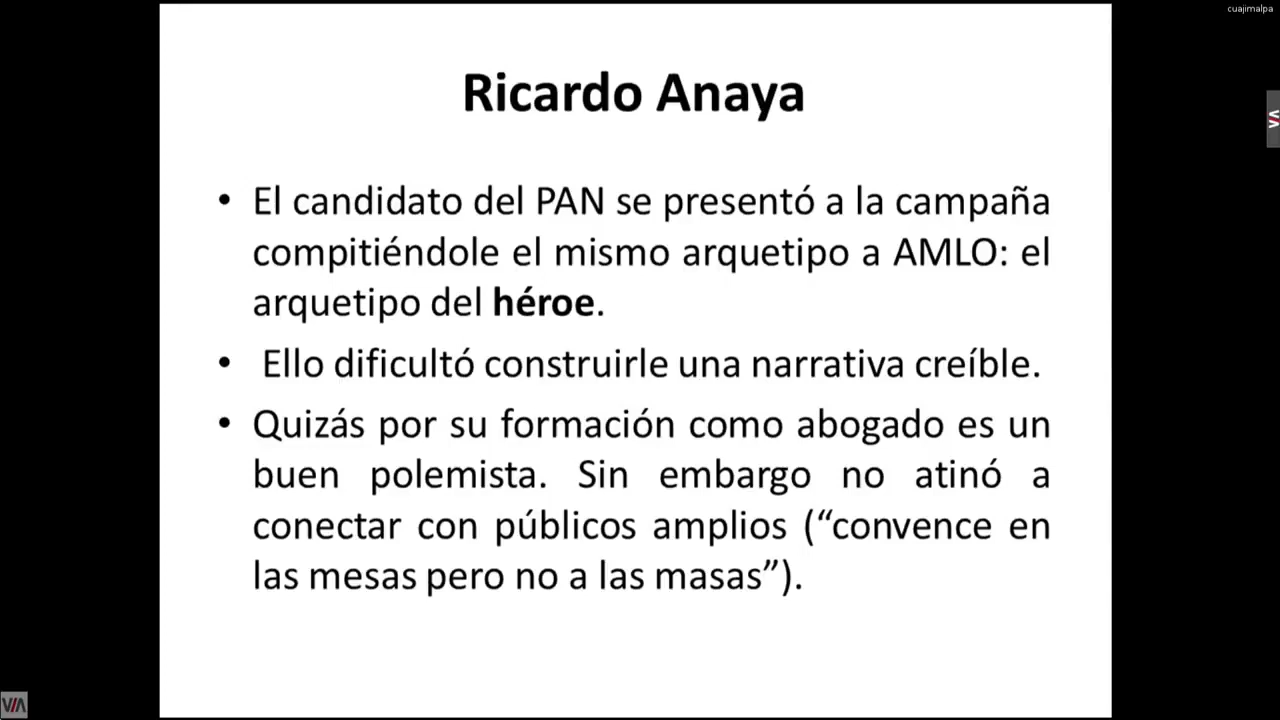 cuajimalpa
Ricardo Anaya
• El candidato del PAN se presentó a la campaña
compitiéndole el mismo arquetipo a AMLO: el
arquetipo del héroe.
• Ello dificultó construirle una narrativa creíble.
• Quizás por su formación como abogado es un
buen polemista. Sin embargo no atinó a
conectar con públicos amplios (“convence en
las mesas pero no a las masas”).